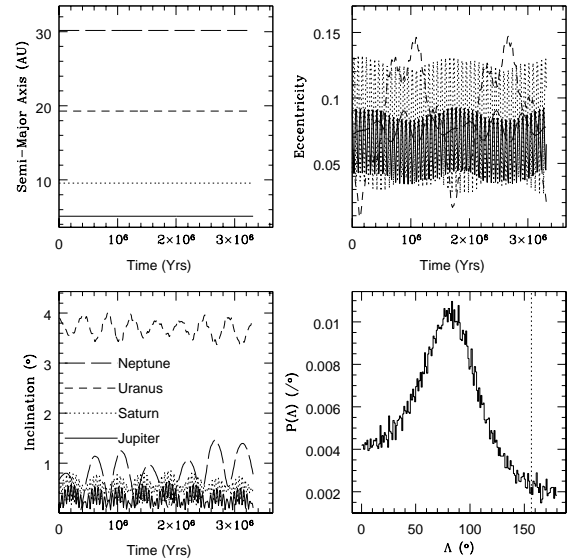 Semi-Major Axis (AU)
30
20
10
0
10⁶
2×10⁶
3×10⁶
Time (Yrs)
Eccentricity
0.15
0.1
0.05
0
10⁶
2×10⁶
3×10⁶
Time (Yrs)
Inclination (°)
4
3
2
1
Neptune
Uranus
Saturn
Jupiter
0
10⁶
2×10⁶
3×10⁶
Time (Yrs)
P(Λ) (/°)
0.01
0.008
0.006
0.004
0.002
0
50
100
150
Λ (°)